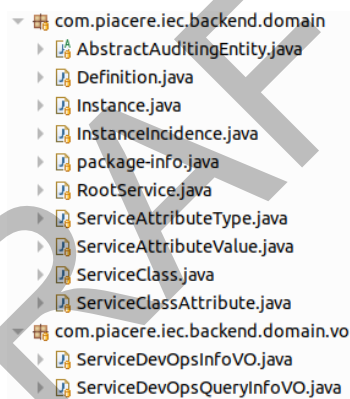 com.piacere.iec.backend.domain
AbstractAuditingEntity.java
Definition.java
Instance.java
InstanceIncidence.java
package-info.java
RootService.java
ServiceAttributeType.java
ServiceAttributeValue.java
ServiceClass.java
ServiceClassAttribute.java
com.piacere.iec.backend.domain.vo
ServiceDevOpsInfoVO.java
ServiceDevOpsQueryInfoVO.java